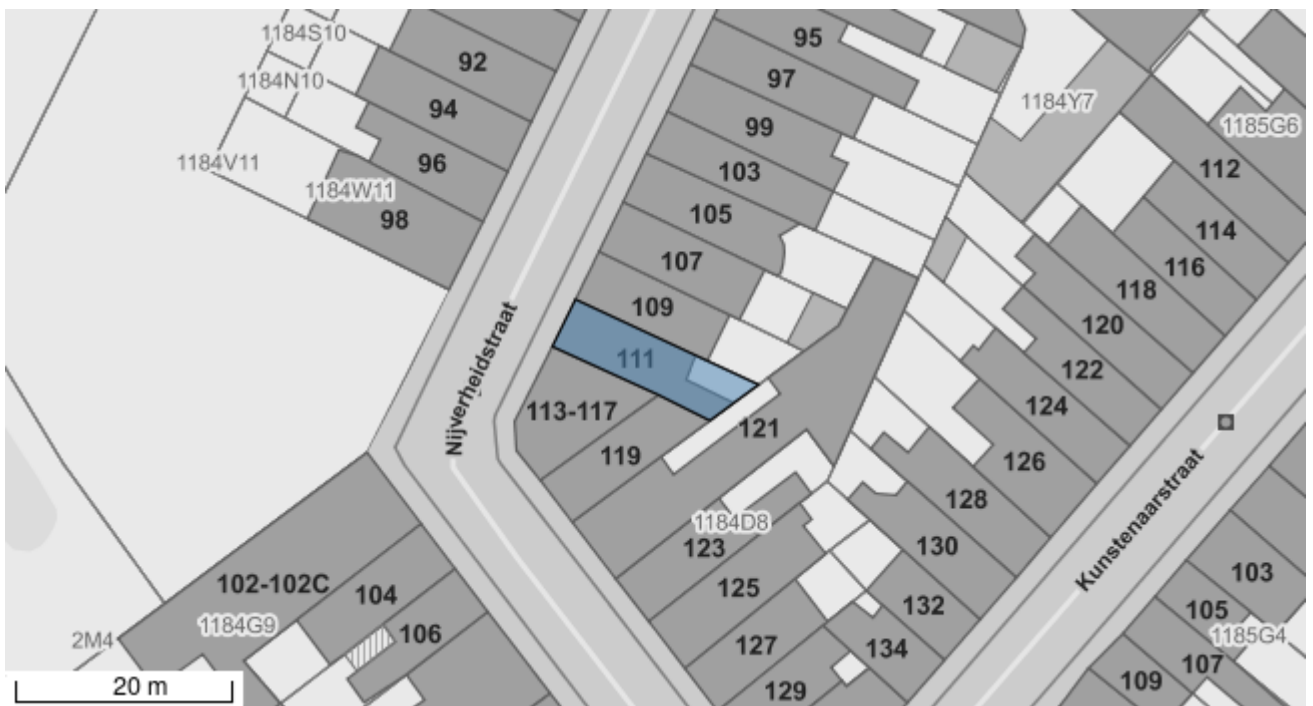 1184S10
92
95
1184N10
97
1184Y7
94
99
1185G6
1184V11
96
103
112
1184W11
98
105
114
107
116
118
109
120
111
122
Nijverheidstraat
113-117
124
121
119
126
128
1184D8
Kunstenaarstraat
123
130
125
103
102-102C
104
132
105
1184G9
106
2M4
127
134
1185G4
107
20 m
129
109